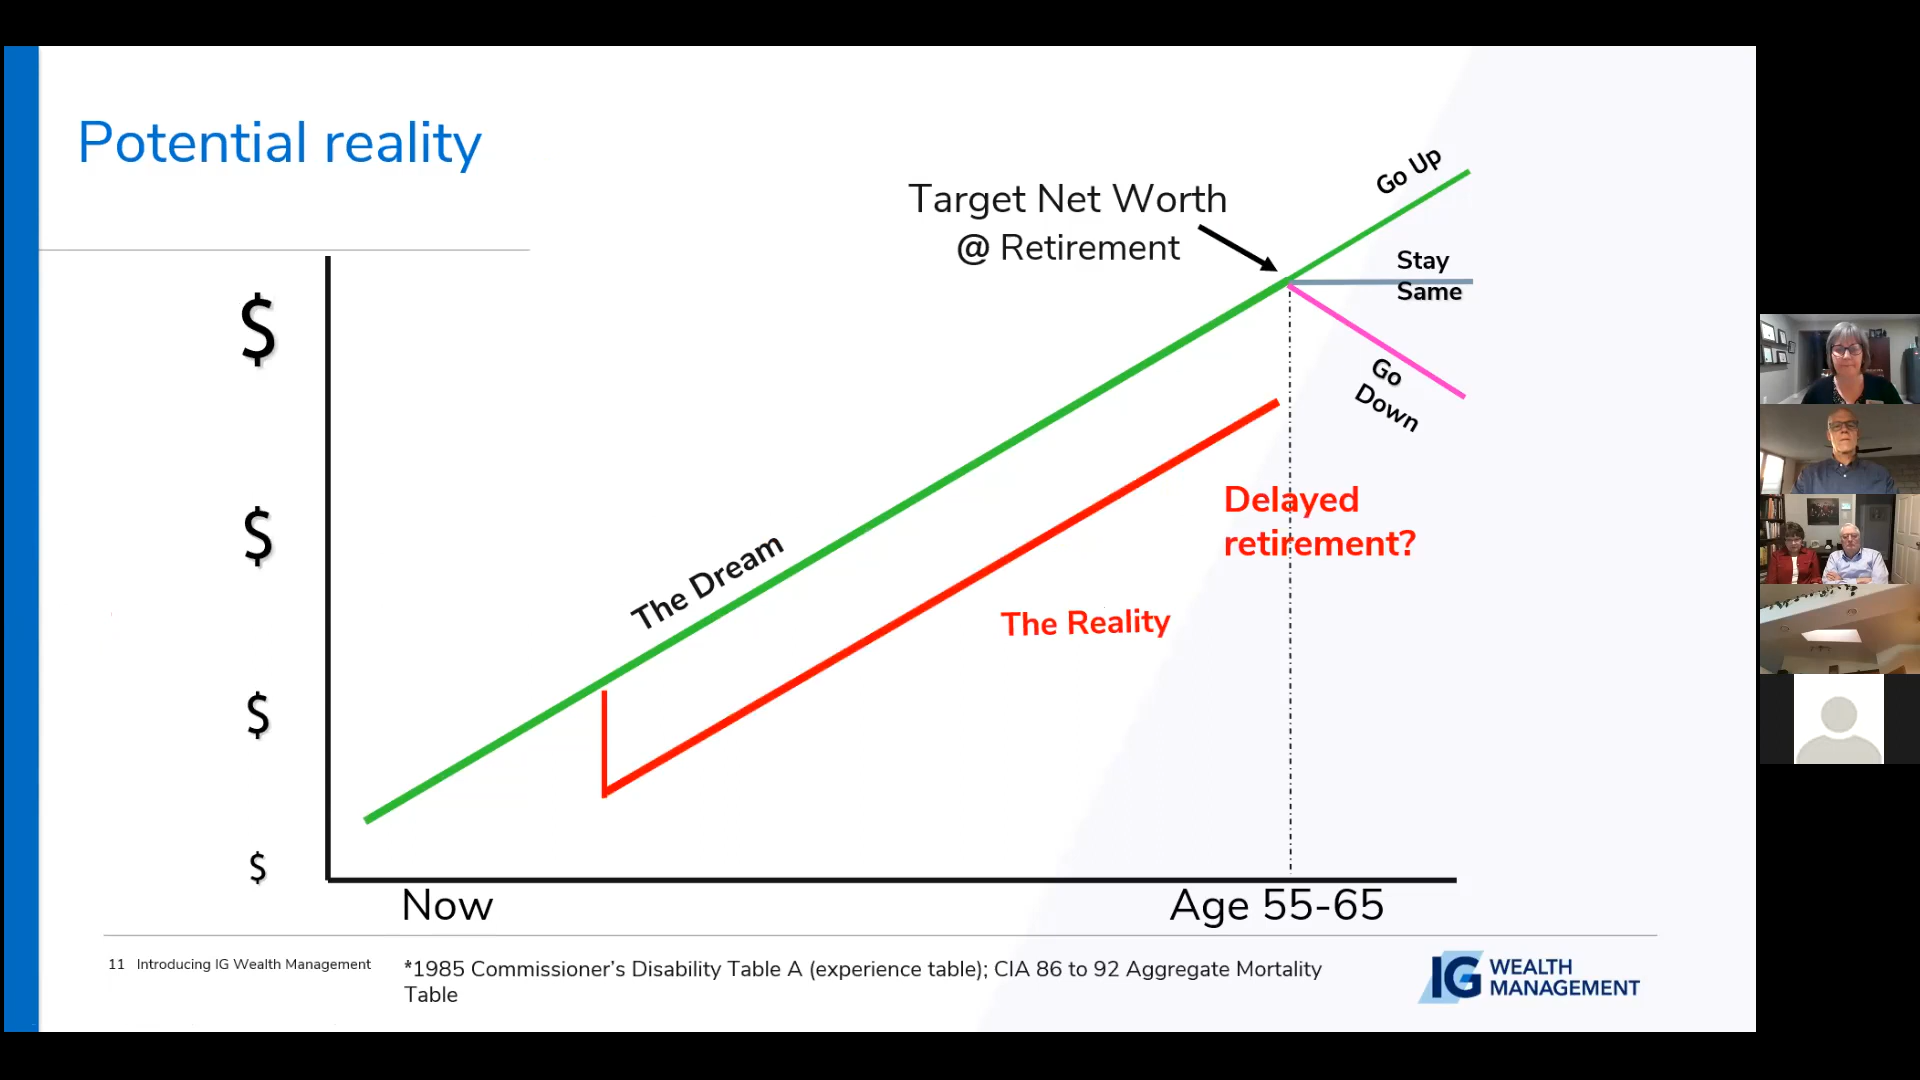 Potential reality
Target Net Worth
@ Retirement
Go Up
Stay
Same
Go
Down
$
$
$
$
The Dream
Delayed
retirement?
The Reality
Now
Age 55-65
11 Introducing IG Wealth Management
*1985 Commissioner's Disability Table A (experience table); CIA 86 to 92 Aggregate Mortality
Table
IG WEALTH
MANAGEMENT